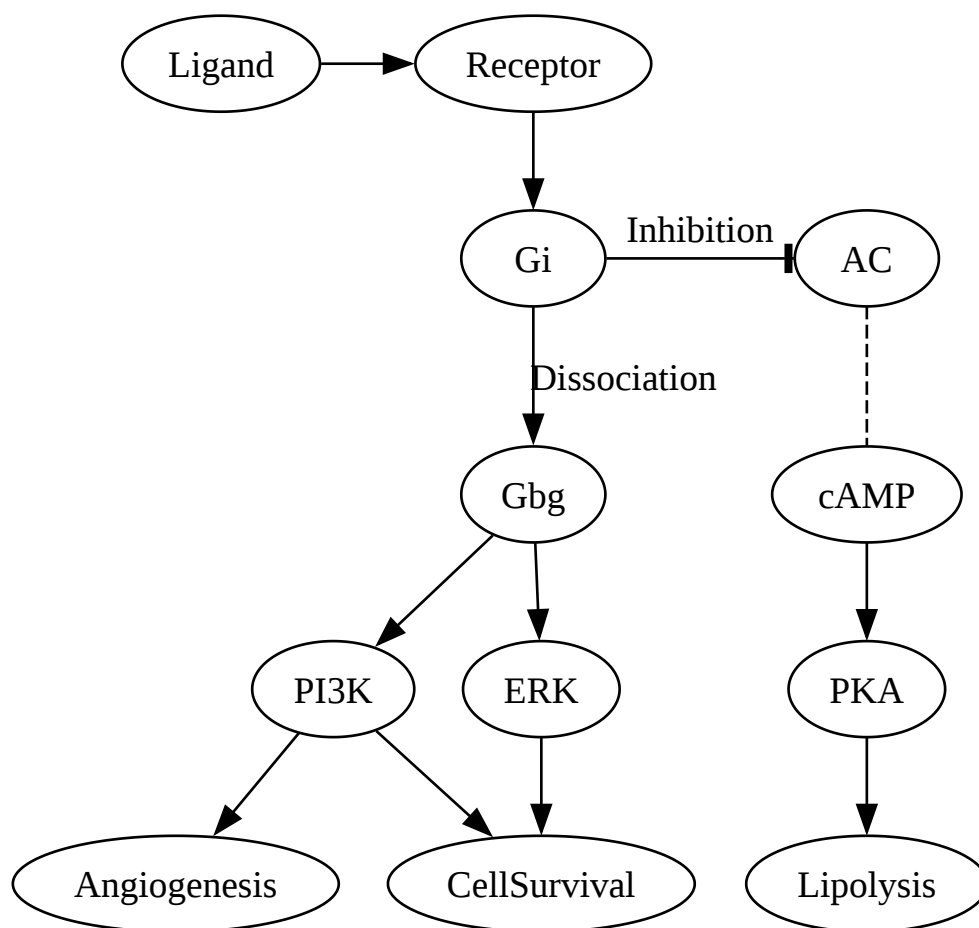 Ligand
Receptor
Gi
Inhibition
AC
Dissociation
Gbg
cAMP
PI3K
ERK
PKA
Angiogenesis
CellSurvival
Lipolysis